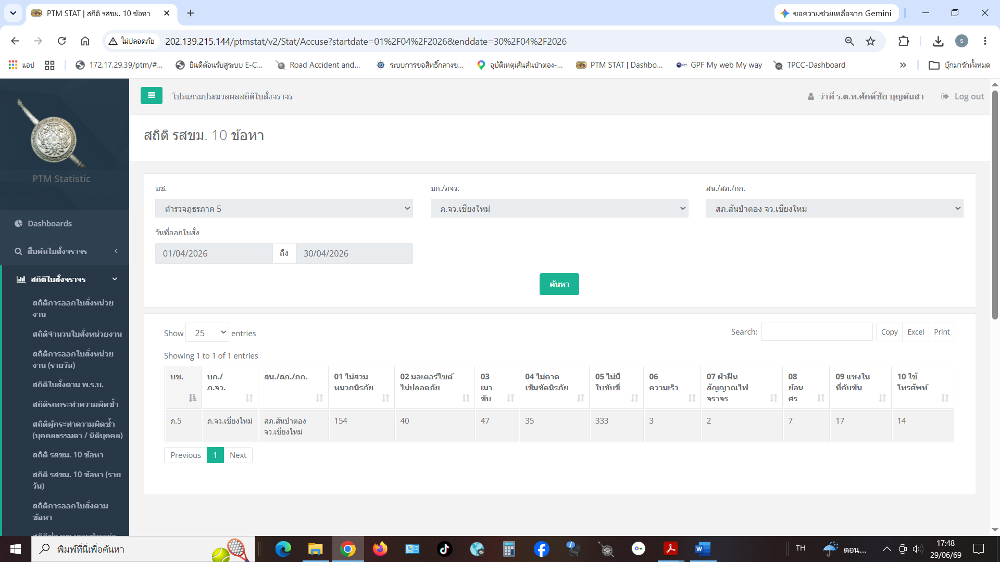 PTM STAT | สถิติ รสขม. 10 ข้อหา
ขอความช่วยเหลือจาก Gemini
ไม่ปลอดภัย
202.139.215.144/ptmstat/v2/Stat/Accuse?startdate=01%2F04%2F2026&enddate=30%2F04%2F2026
S
แอป
172.17.29.39/ptm/#...
ยินดีต้อนรับสู่ระบบ E-C...
Road Accident and...
ระบบการขอสิทธิ์กลางข...
อุบัติเหตุเส้นสันป่าตอง-...
PTM STAT | Dashbo...
GPF My web My way
TPCC-Dashboard
บุ๊กมาร์กทั้งหมด
PTM Statistic
Dashboards
สืบค้นใบสั่งจราจร
สถิติใบสั่งจราจร
สถิติการออกใบสั่งหน่วย
งาน
สถิติจำนวนใบสั่งหน่วยงาน
สถิติการออกใบสั่งหน่วย
งาน (รายวัน)
สถิติใบสั่งตาม พ.ร.บ.
สถิติรถกระทำความผิดซ้ำ
สถิติผู้กระทำความผิดซ้ำ
(บุคคลธรรมดา / นิติบุคคล)
สถิติ รสขม. 10 ข้อหา
สถิติ รสขม. 10 ข้อหา (ราย
วัน)
สถิติการออกใบสั่งตาม
ข้อหา
โปรแกรมประมวลผลสถิติใบสั่งจราจร
ว่าที่ ร.ต.ท.ศักดิ์ชัย บุญตันสา
Log out
สถิติ รสขม. 10 ข้อหา
บช.
บก./ภจว.
สน./สภ./กก.
ตำรวจภูธรภาค 5
ภ.จว.เชียงใหม่
สภ.สันป่าตอง จว.เชียงใหม่
วันที่ออกใบสั่ง
01/04/2026 ถึง 30/04/2026
ค้นหา
Show 25 entries
Search:
Copy Excel Print
Showing 1 to 1 of 1 entries
บช.
บก./
ภ.จว.
สน./สภ./กก.
01 ไม่สวม
หมวกนิรภัย
02 มอเตอร์ไซต์
ไม่ปลอดภัย
03
เมา
ขับ
04 ไม่คาด
เข็มขัดนิรภัย
05 ไม่มี
ใบขับขี่
06
ความเร็ว
07 ฝ่าฝืน
สัญญาณไฟ
จราจร
08
ย้อน
ศร
09 แซงใน
ที่คับขัน
10 ใช้
โทรศัพท์
ภ.5
ภ.จว.เชียงใหม่
สภ.สันป่าตอง
จว.เชียงใหม่
154
40
47
35
333
3
2
7
17
14
Previous 1 Next
พิมพ์ที่นี่เพื่อค้นหา
TH
ตอน...
17:48
29/06/69